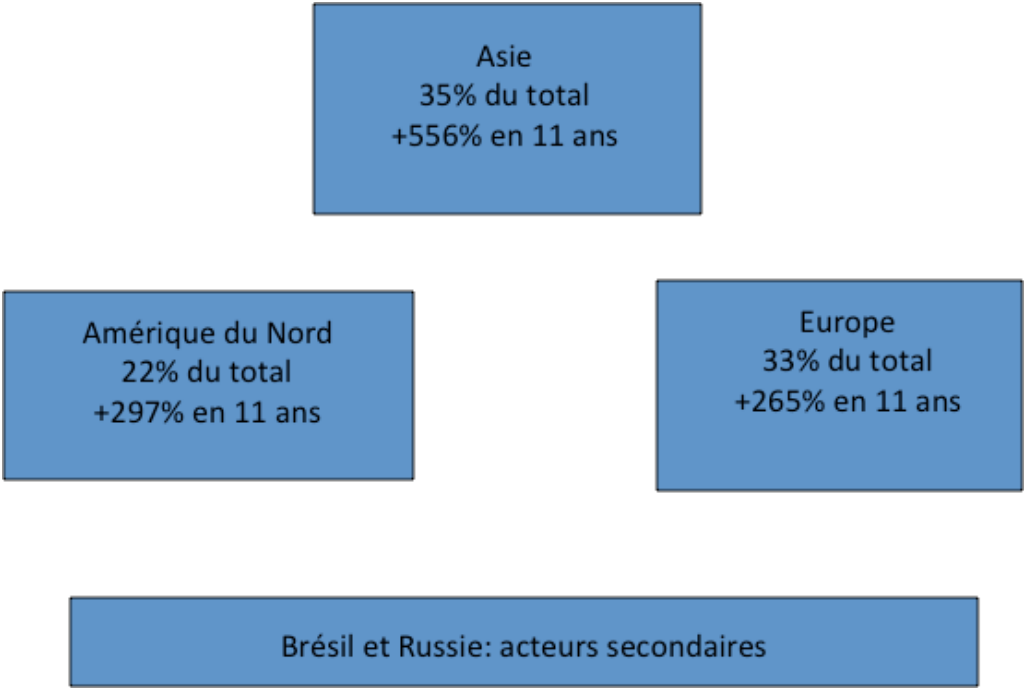 Asie
35% du total
+556% en 11 ans
Amérique du Nord
22% du total
+297% en 11 ans
Europe
33% du total
+265% en 11 ans
Brésil et Russie: acteurs secondaires